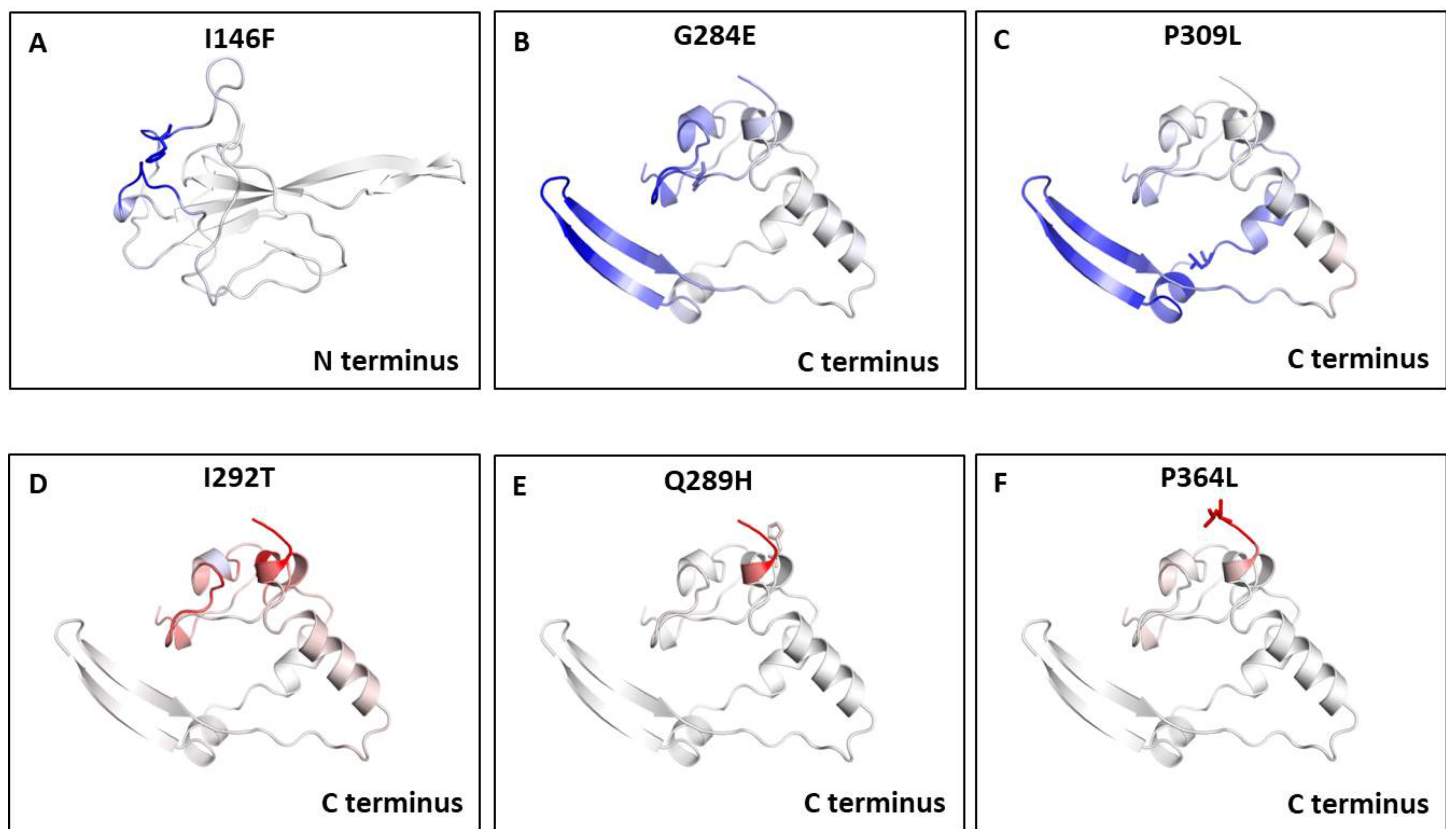 A
I146F
N terminus
B
G284E
C terminus
C
P309L
C terminus
D
I292T
C terminus
E
Q289H
C terminus
F
P364L
C terminus